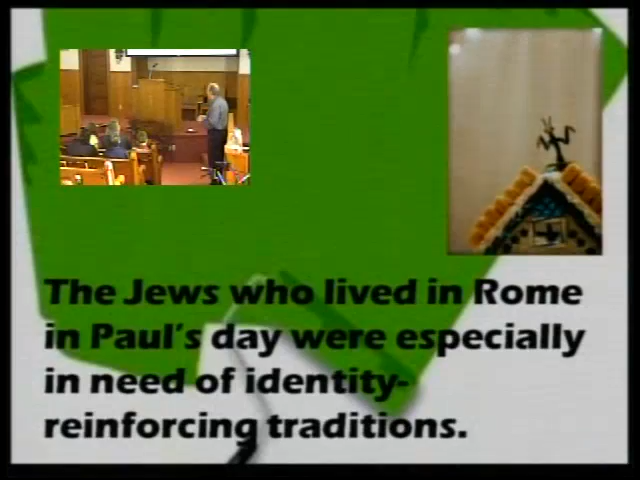 The Jews who lived in Rome
in Paul's day were especially
in need of identity-
reinforcing traditions.